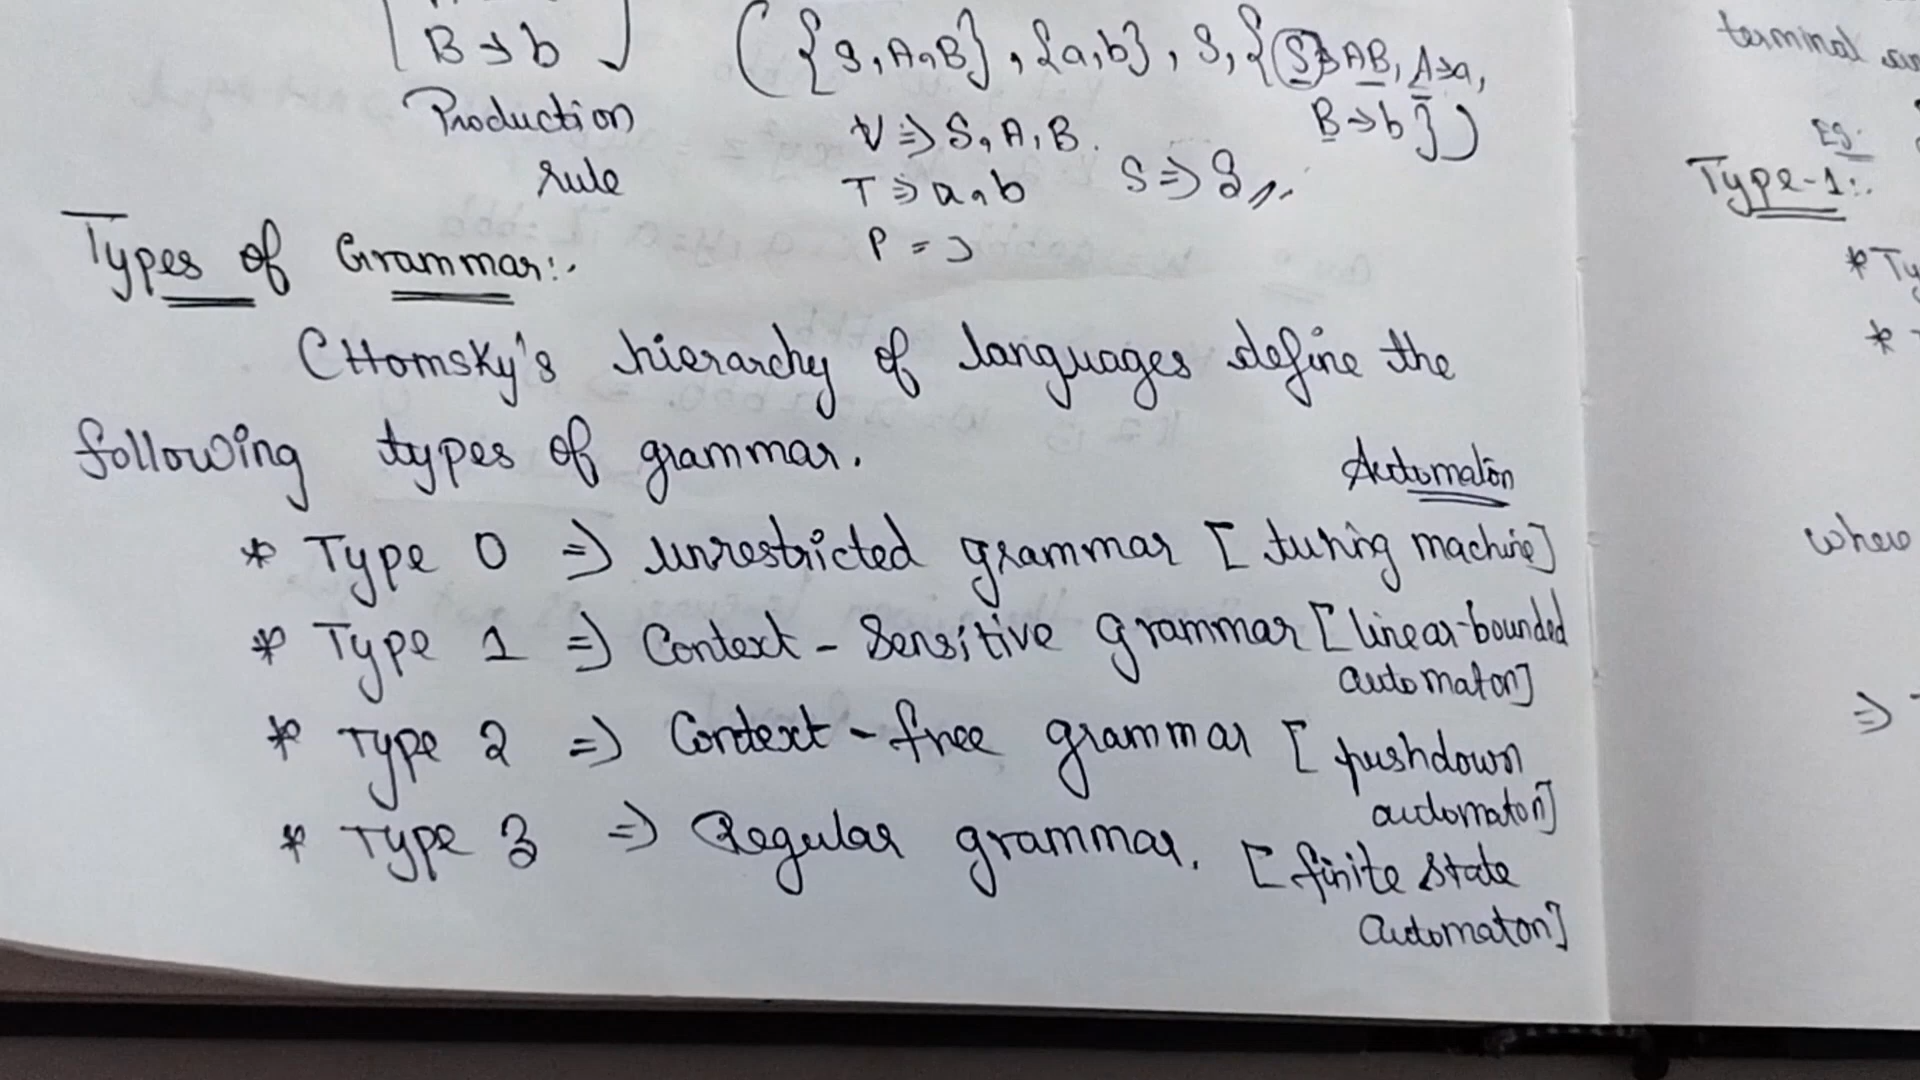 B → b
Production
rule
({S,A,B}, {a,b}, S, {S→AB, A→a,
B→b})
V ⇒ S, A, B.
T ⇒ a, b
S ⇒ S
P =
Types of Grammar:-
CHomsky's hierarchy of languages define the
following types of grammar.
Automaton
* Type 0 ⇒ unrestricted grammar [turing machine]
* Type 1 ⇒ Context-Sensitive grammar [linear-bounded
automaton]
* Type 2 ⇒ Context-free grammar [pushdown
automaton]
* Type 3 ⇒ Regular grammar. [finite state
automaton]
terminal
Eg:
Type-1:-
* Ty
*
where
⇒